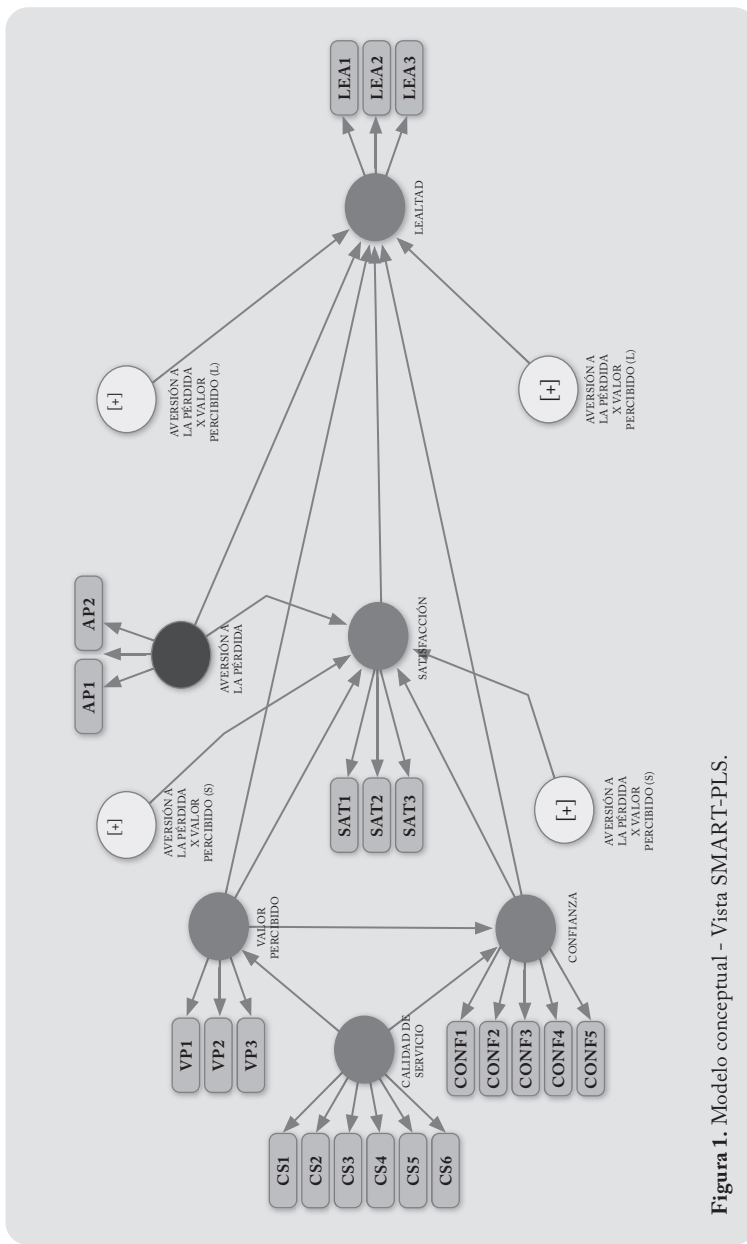 CS1
CS2
CS3
CS4
CS5
CS6
CALIDAD DE
SERVICIO
VP1
VP2
VP3
VALOR
PERCIBIDO
CONF1
CONF2
CONF3
CONF4
CONF5
CONFIANZA
[+]
AVERSIÓN A
LA PÉRDIDA
X VALOR
PERCIBIDO (S)
[+]
AVERSIÓN A
LA PÉRDIDA
X VALOR
PERCIBIDO (S)
SAT1
SAT2
SAT3
SATISFACCIÓN
AP1
AP2
AVERSIÓN A
LA PÉRDIDA
[+]
AVERSIÓN A
LA PÉRDIDA
X VALOR
PERCIBIDO (L)
[+]
AVERSIÓN A
LA PÉRDIDA
X VALOR
PERCIBIDO (L)
LEALTAD
LEA1
LEA2
LEA3
Figura 1. Modelo conceptual - Vista SMART-PLS.